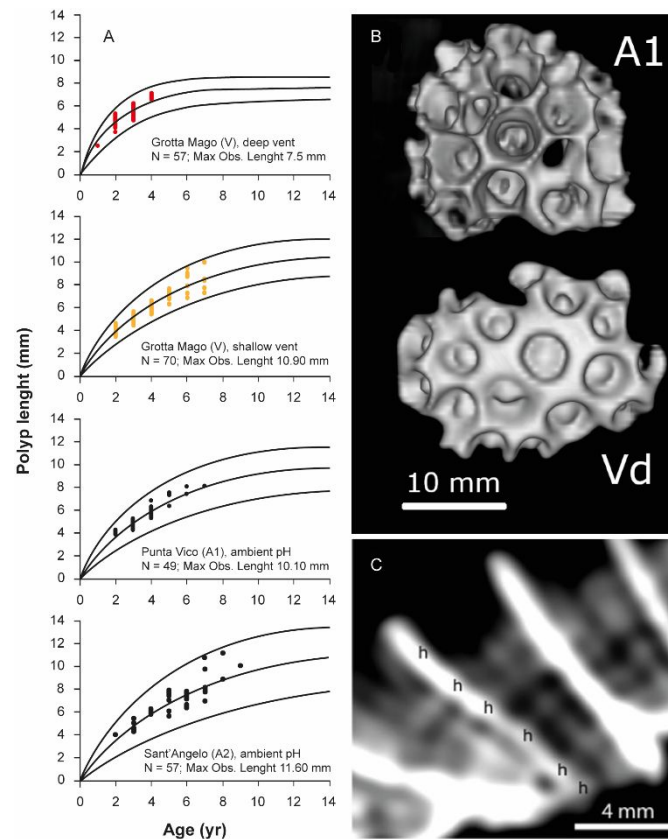 A
Polyp lenght (mm)
14
12
10
8
6
4
2
0
0 2 4 6 8 10 12 14
Grotta Mago (V), deep vent
N = 57; Max Obs. Lenght 7.5 mm
14
12
10
8
6
4
2
0
0 2 4 6 8 10 12 14
Grotta Mago (V), shallow vent
N = 70; Max Obs. Lenght 10.90 mm
14
12
10
8
6
4
2
0
0 2 4 6 8 10 12 14
Punta Vico (A1), ambient pH
N = 49; Max Obs. Lenght 10.10 mm
14
12
10
8
6
4
2
0
0 2 4 6 8 10 12 14
Sant'Angelo (A2), ambient pH
N = 57; Max Obs. Lenght 11.60 mm
Age (yr)
B
A1
Vd
10 mm
C
h
h
h
h
h
h
4 mm